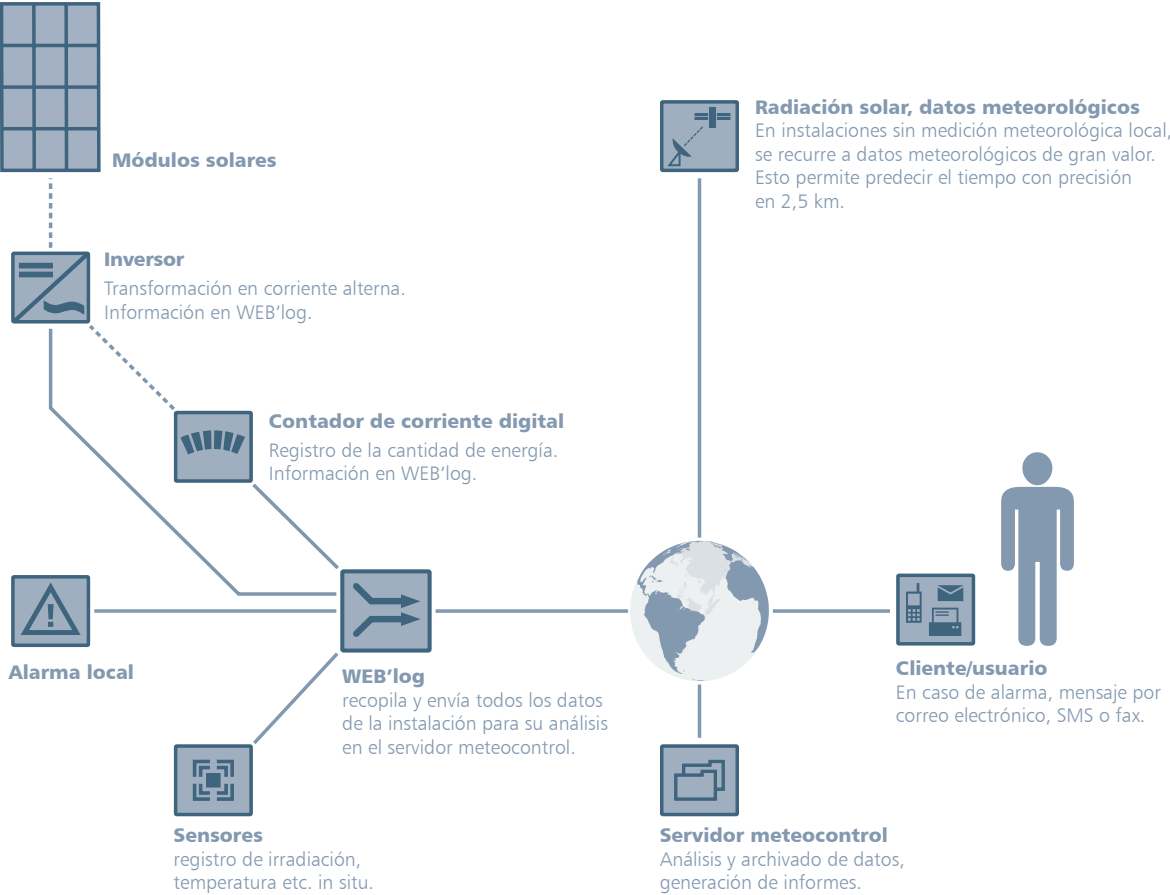 Módulos solares
Radiación solar, datos meteorológicos
En instalaciones sin medición meteorológica local,
se recurre a datos meteorológicos de gran valor.
Esto permite predecir el tiempo con precisión
en 2,5 km.
Inversor
Transformación en corriente alterna.
Información en WEB‘log.
Contador de corriente digital
Registro de la cantidad de energía.
Información en WEB‘log.
Alarma local
WEB‘log
recopila y envía todos los datos
de la instalación para su análisis
en el servidor meteocontrol.
Cliente/usuario
En caso de alarma, mensaje por
correo electrónico, SMS o fax.
Sensores
registro de irradiación,
temperatura etc. in situ.
Servidor meteocontrol
Análisis y archivado de datos,
generación de informes.